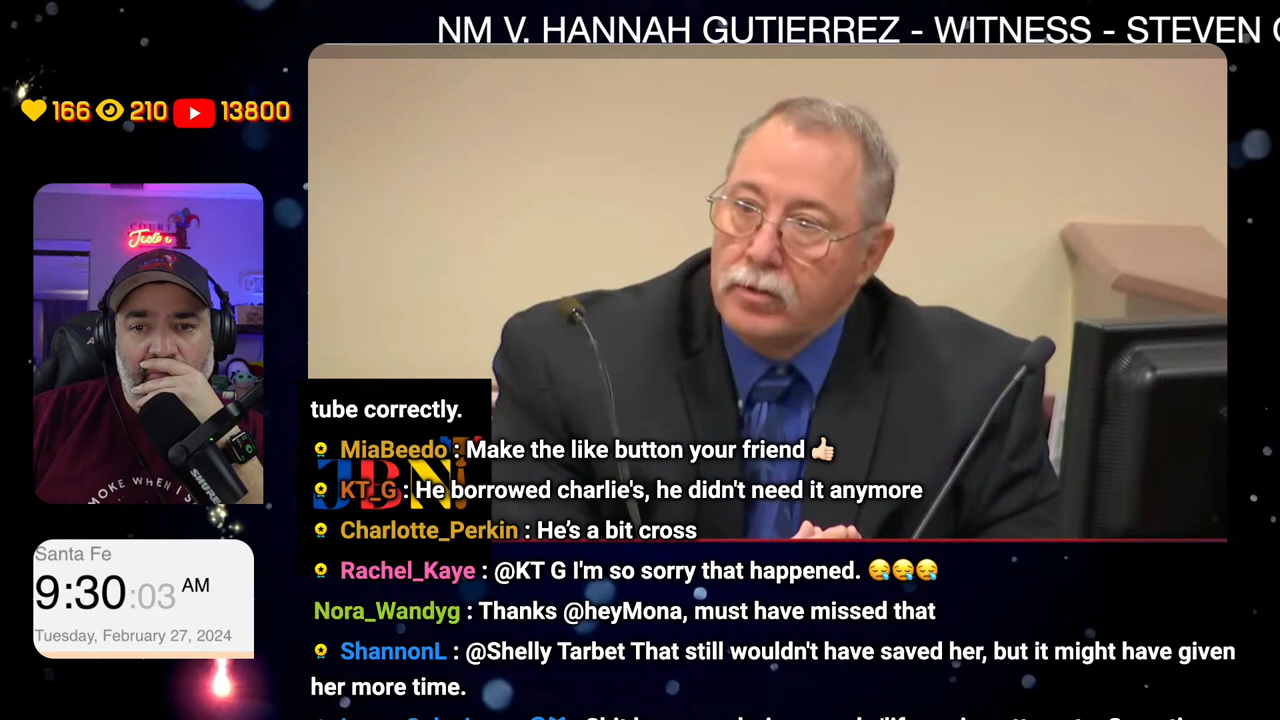 NM V. HANNAH GUTIERREZ - WITNESS - STEVEN
166 210 13800
COURT
tube correctly.
MiaBeedo : Make the like button your friend 👍🏻
JBN!
KT_G : He borrowed charlie's, he didn't need it anymore
SHURE
Charlotte_Perkin : He's a bit cross
Santa Fe
9:30:03 AM
Tuesday, February 27, 2024
Rachel_Kaye : @KT G I'm so sorry that happened. 😪😪😪
Nora_Wandyg : Thanks @heyMona, must have missed that
ShannonL : @Shelly Tarbet That still wouldn't have saved her, but it might have given
her more time.